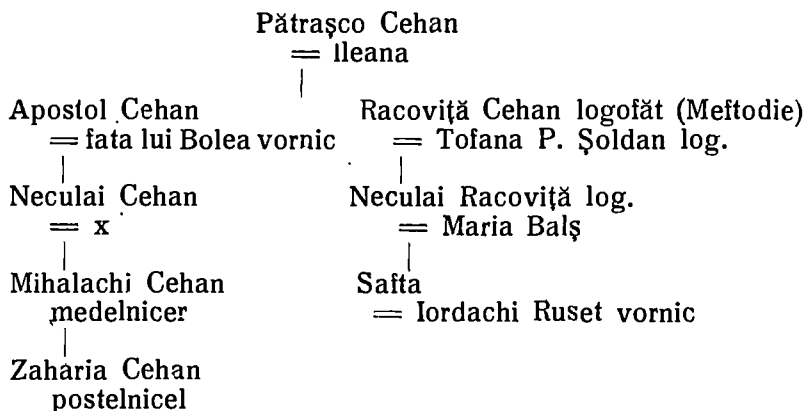 Pătrașco Cehan
= Ileana
Apostol Cehan Racoviță Cehan logofăt (Meftodie)
= fata lui Bolea vornic = Tofana P. Șoldan log.
Neculai Cehan Neculai Racoviță log.
= x = Maria Balș
Mihalachi Cehan Safta
medelnicer = Iordachi Ruset vornic
Zaharia Cehan
postelnicel